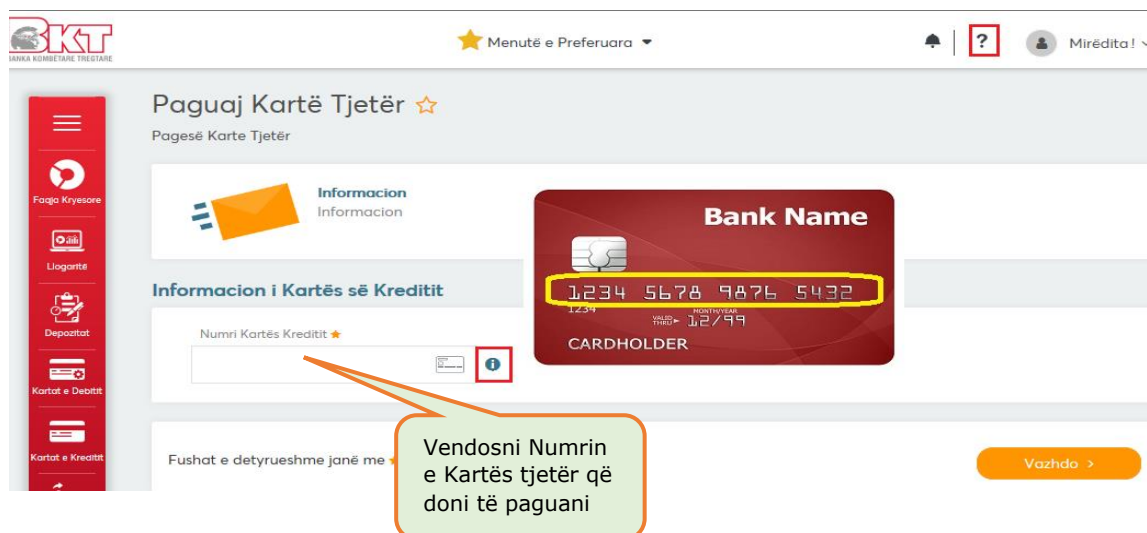 BKT
BANKA KOMBËTARE TREGTARE
Menutë e Preferuara
?
Mirëdita!
Paguaj Kartë Tjetër
Pagesë Karte Tjetër
Faqja Kryesore
Informacion
Informacion
Bank Name
Llogaritë
Informacion i Kartës së Kreditit
1234 5678 9876 5432
1234
MONTH/YEAR
VALID THRU 12/99
CARDHOLDER
Depozitat
Numri Kartës Kreditit
Kartat e Debitit
Kartat e Kreditit
Fushat e detyrueshme janë me
Vendosni Numrin
e Kartës tjetër që
doni të paguani
Vazhdo >